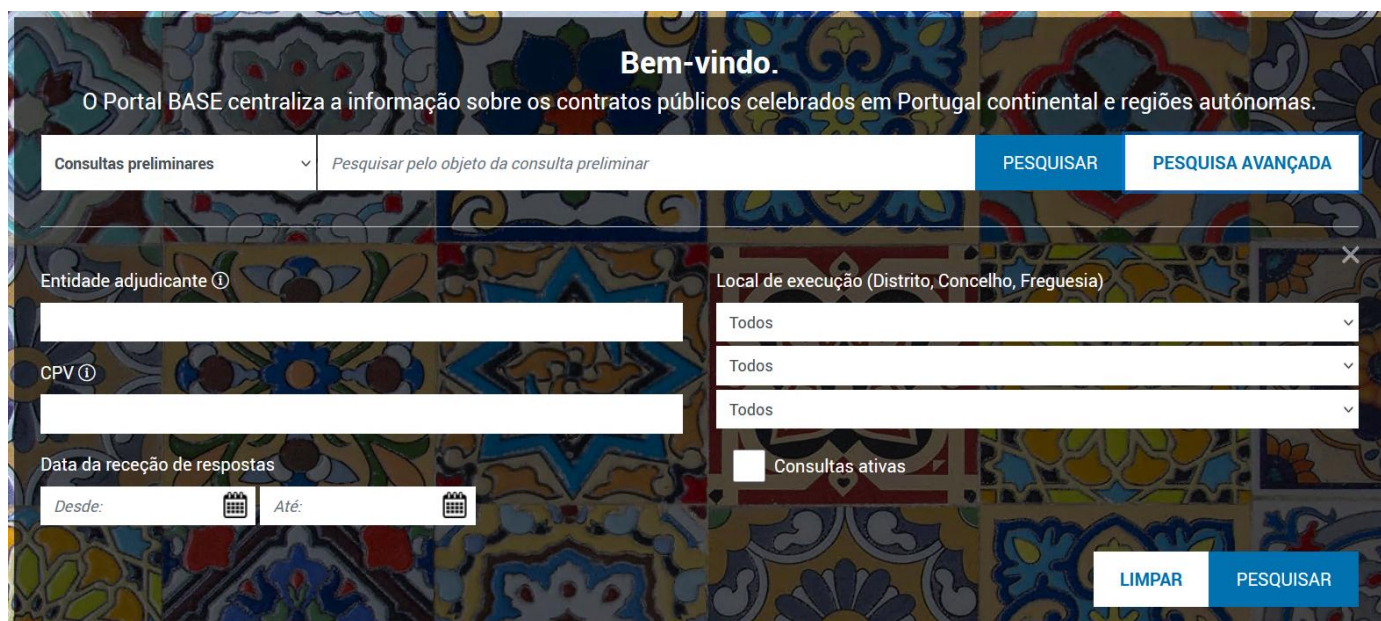 Bem-vindo.
O Portal BASE centraliza a informação sobre os contratos públicos celebrados em Portugal continental e regiões autónomas.
Consultas preliminares Pesquisar pelo objeto da consulta preliminar PESQUISAR PESQUISA AVANÇADA
Entidade adjudicante
CPV
Data da receção de respostas
Desde: Até:
Local de execução (Distrito, Concelho, Freguesia)
Todos
Todos
Todos
Consultas ativas
LIMPAR PESQUISAR